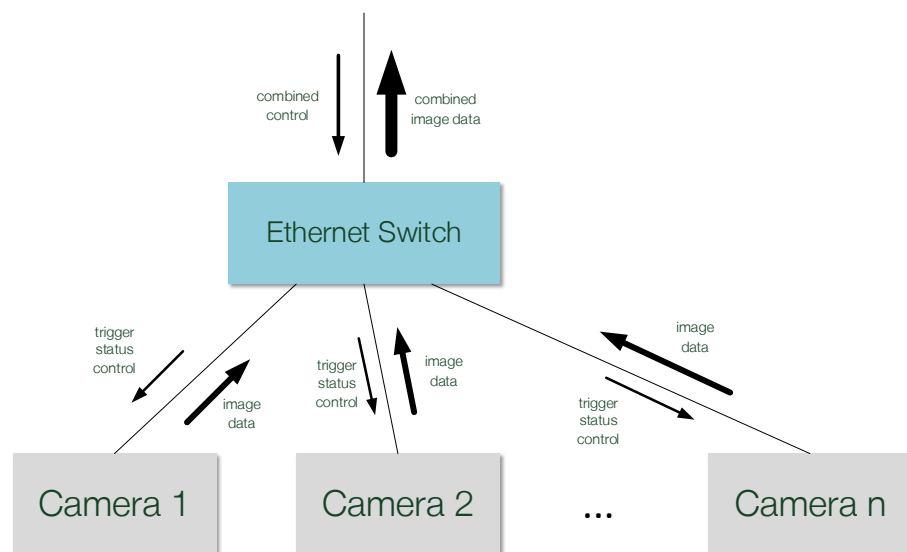 combined
control
combined
image data
Ethernet Switch
trigger
status
control
image
data
trigger
status
control
image
data
image
data
trigger
status
control
Camera 1
Camera 2
...
Camera n